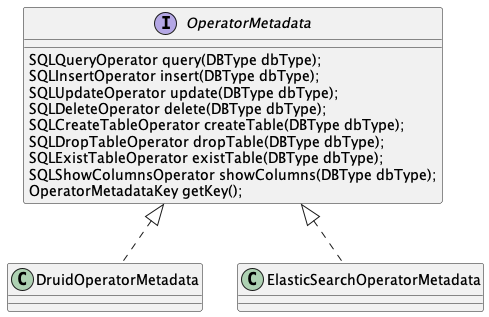 I OperatorMetadata
SQLQueryOperator query(DBType dbType);
SQLInsertOperator insert(DBType dbType);
SQLUpdateOperator update(DBType dbType);
SQLDeleteOperator delete(DBType dbType);
SQLCreateTableOperator createTable(DBType dbType);
SQLDropTableOperator dropTable(DBType dbType);
SQLExistTableOperator existTable(DBType dbType);
SQLShowColumnsOperator showColumns(DBType dbType);
OperatorMetadataKey getKey();
C DruidOperatorMetadata
C ElasticSearchOperatorMetadata